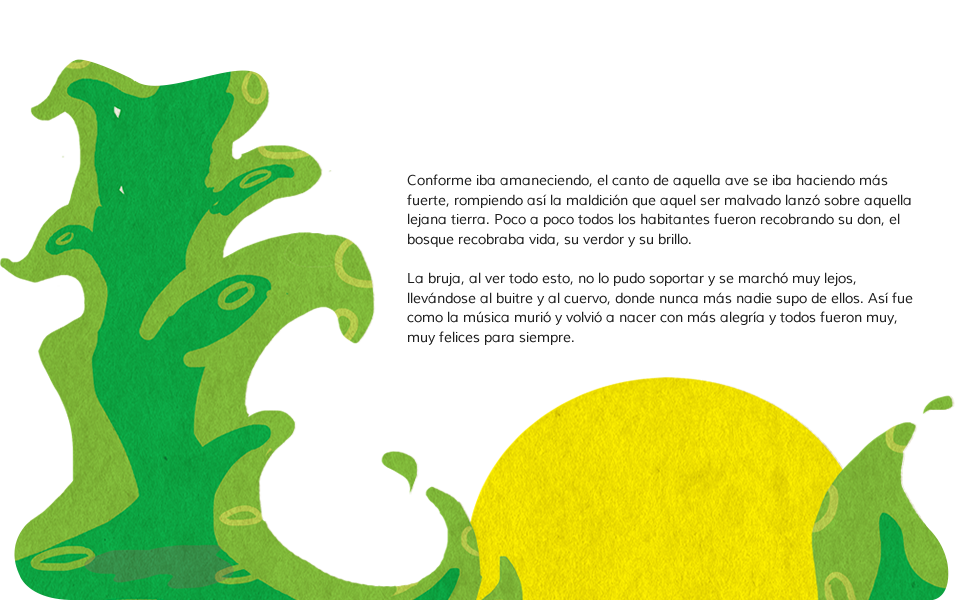 Conforme iba amaneciendo, el canto de aquella ave se iba haciendo más
fuerte, rompiendo así la maldición que aquel ser malvado lanzó sobre aquella
lejana tierra. Poco a poco todos los habitantes fueron recobrando su don, el
bosque recobraba vida, su verdor y su brillo.
La bruja, al ver todo esto, no lo pudo soportar y se marchó muy lejos,
llevándose al buitre y al cuervo, donde nunca más nadie supo de ellos. Así fue
como la música murió y volvió a nacer con más alegría y todos fueron muy,
muy felices para siempre.